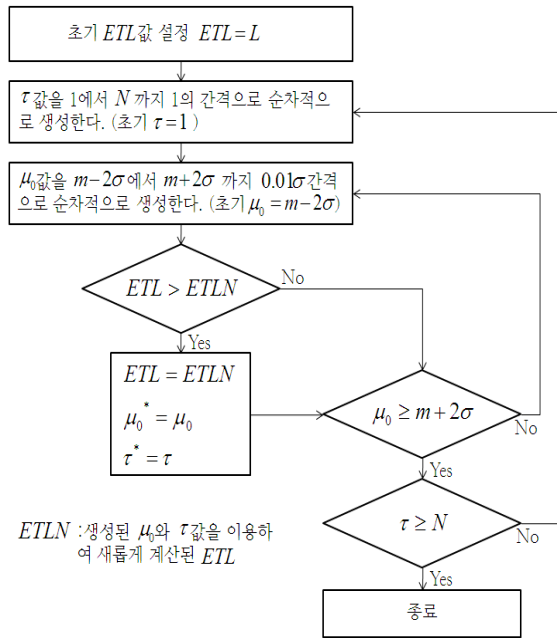 초기 ETL값 설정 ETL=L
τ값을 1에서 N까지 1의 간격으로 순차적으
로 생성한다. (초기 τ=1)
μ₀값을 m−2σ에서 m+2σ 까지 0.01σ간격
으로 순차적으로 생성한다. (초기 μ₀ = m−2σ)
ETL > ETLN
No
Yes
ETL = ETLN
μ₀* = μ₀
τ* = τ
μ₀ ≥ m+2σ
No
Yes
τ ≥ N
No
Yes
종료
ETLN :생성된 μ₀와 τ값을 이용하
여 새롭게 계산된 ETL